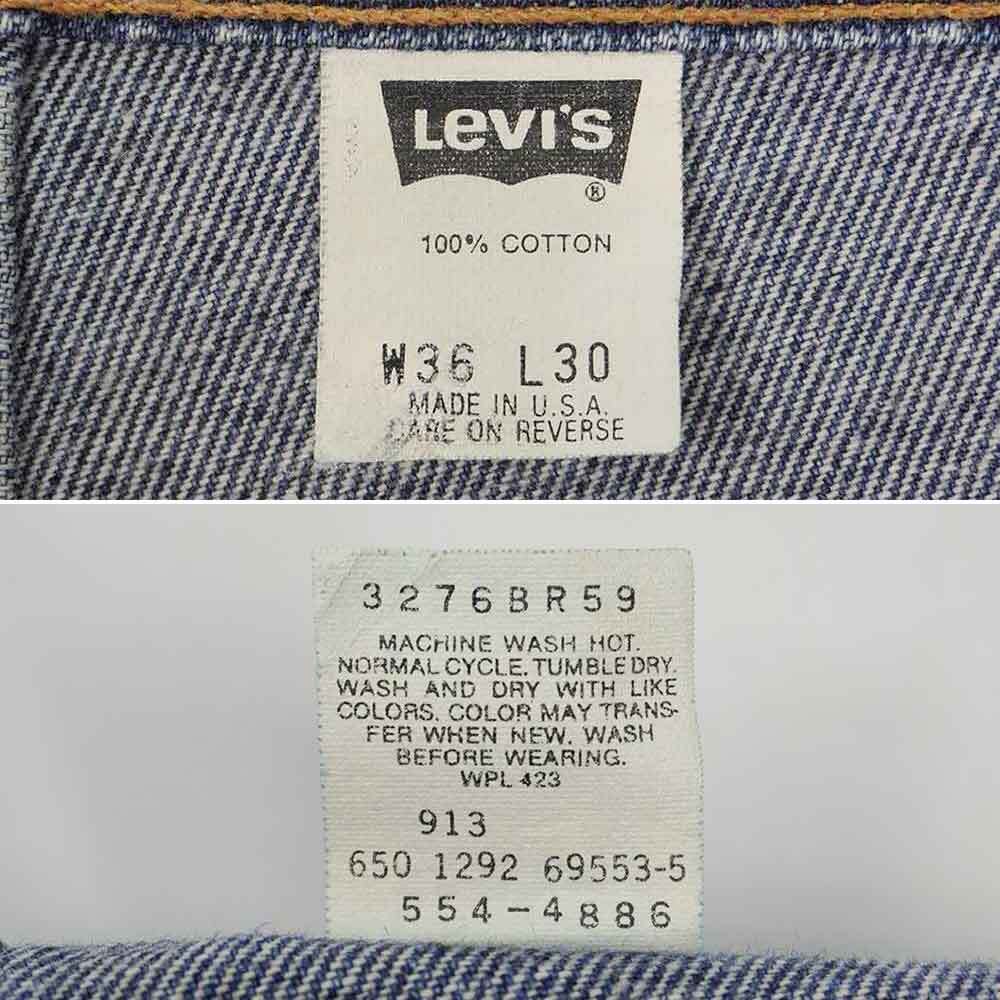 LEVI'S
®
100% COTTON
W36 L30
MADE IN U.S.A.
CARE ON REVERSE
3276BR59
MACHINE WASH HOT.
NORMAL CYCLE. TUMBLE DRY.
WASH AND DRY WITH LIKE
COLORS. COLOR MAY TRANS-
FER WHEN NEW. WASH
BEFORE WEARING.
WPL 423
913
650 1292 69553-5
554-4886